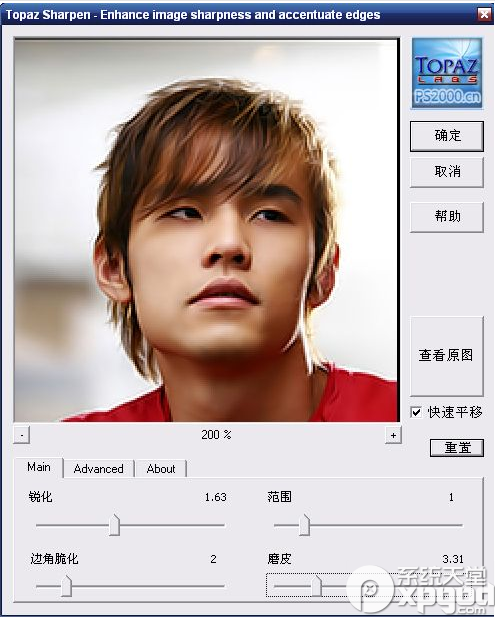 Topaz Sharpen - Enhance image sharpness and accentuate edges
TOPAZ
LABS
PS2000.cn
确定
取消
帮助
查看原图
快速平移
- 200 % +
重置
Main Advanced About
锐化 1.63 范围 1
边角脆化 2 磨皮 3.31
系统天堂
xpgod